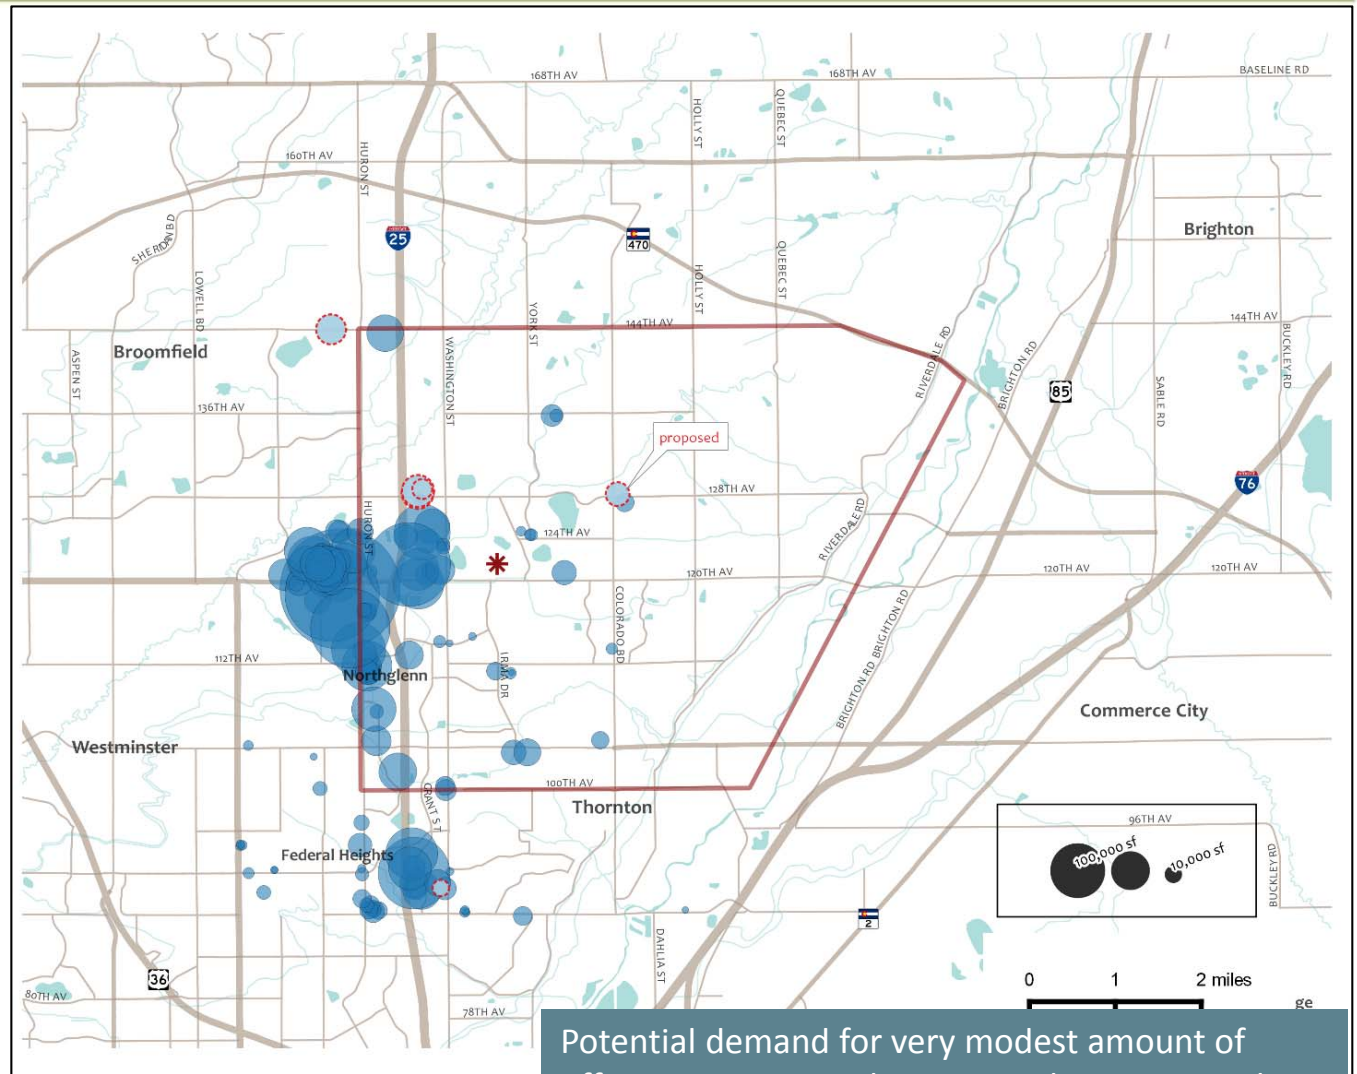 168TH AV
168TH AV
BASELINE RD
HOLLY ST
QUEBEC ST
160TH AV
HURON ST
SHERIDAN BD
25
470
Brighton
LOWELL BD
HOLLY ST
QUEBEC ST
YORK ST
144TH AV
144TH AV
Broomfield
ASPEN ST
WASHINGTON ST
RIVERDALE RD
BRIGHTON RD
85
SABLE RD
BUCKLEY RD
136TH AV
proposed
128TH AV
76
HURON ST
124TH AV
RIVERDALE RD
120TH AV
120TH AV
120TH AV
COLORADO BD
BRIGHTON RD
112TH AV
Northglenn
IRMA DR
BRIGHTON RD
Commerce City
Westminster
100TH AV
GRANT ST
Thornton
96TH AV
Federal Heights
100,000 sf
10,000 sf
BUCKLEY RD
2
DAHLIA ST
36
80TH AV
78TH AV
0 1 2 miles
ge
Potential demand for very modest amount of